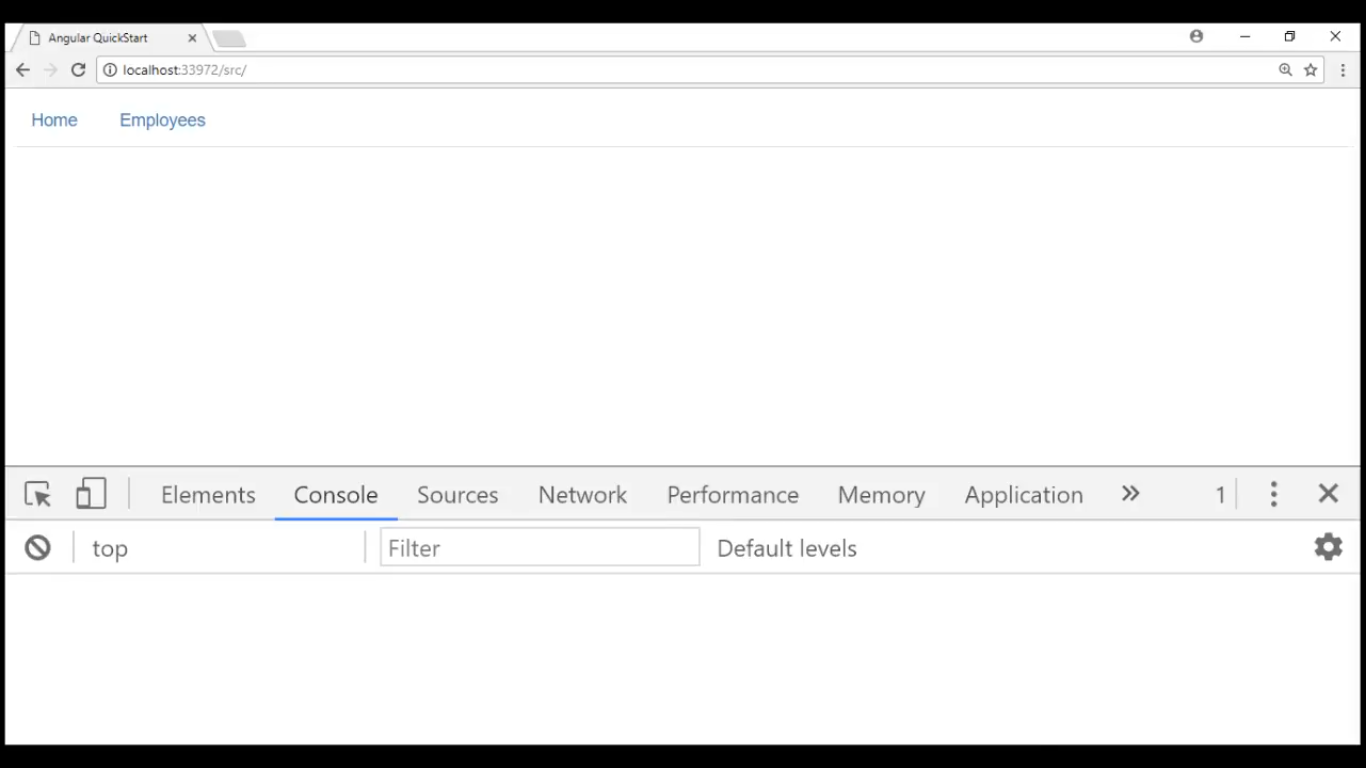 Angular QuickStart
localhost:33972/src/
Home Employees
Elements Console Sources Network Performance Memory Application 1
top Filter Default levels